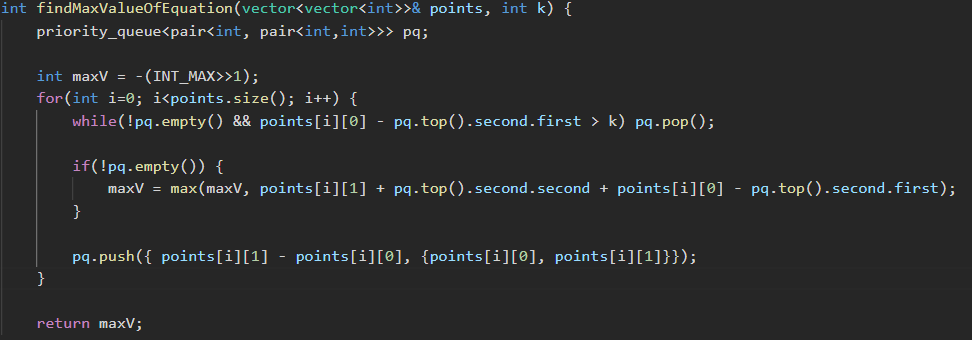 int findMaxValueOfEquation(vector<vector<int>>& points, int k) {
priority_queue<pair<int, pair<int,int>>> pq;
int maxV = -(INT_MAX>>1);
for(int i=0; i<points.size(); i++) {
while(!pq.empty() && points[i][0] - pq.top().second.first > k) pq.pop();
if(!pq.empty()) {
maxV = max(maxV, points[i][1] + pq.top().second.second + points[i][0] - pq.top().second.first);
}
pq.push({ points[i][1] - points[i][0], {points[i][0], points[i][1]}});
}
return maxV;